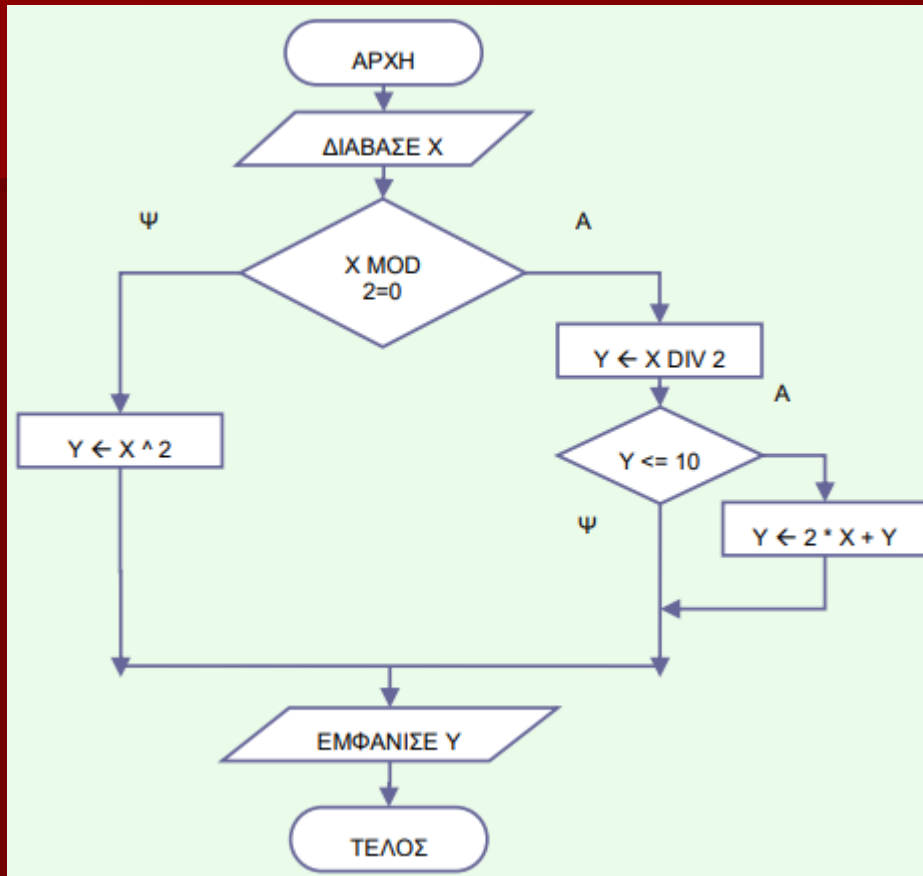 ΑΡΧΗ
ΔΙΑΒΑΣΕ Χ
Ψ
Α
Χ MOD
2=0
Υ ← Χ DIV 2
Α
Υ ← Χ ^ 2
Υ <= 10
Ψ
Υ ← 2 * Χ + Υ
ΕΜΦΑΝΙΣΕ Υ
ΤΕΛΟΣ